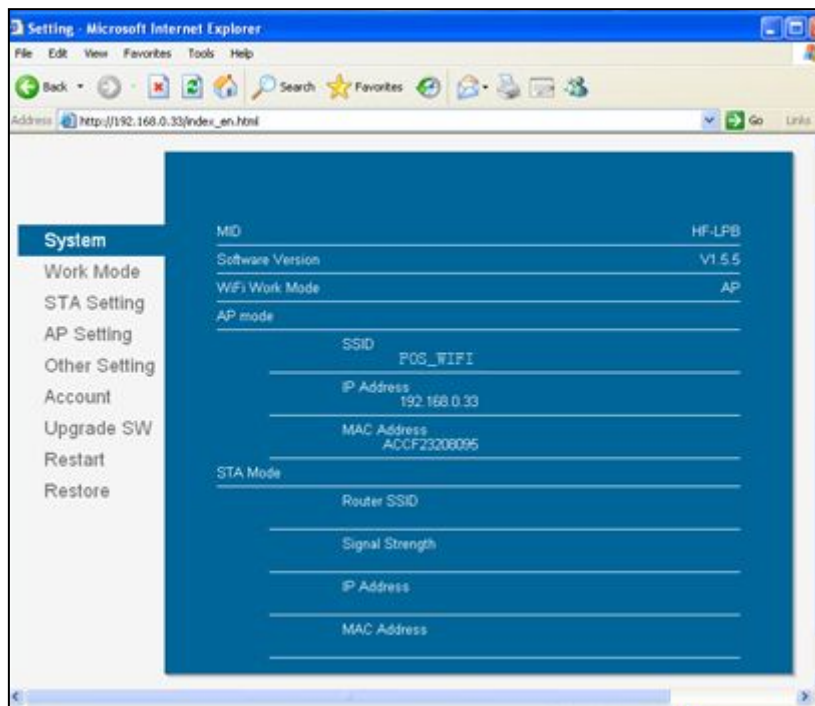 Setting - Microsoft Internet Explorer
File Edit View Favorites Tools Help
Back Search Favorites
Address http://192.168.0.33/index_en.html Go Links
System
Work Mode
STA Setting
AP Setting
Other Setting
Account
Upgrade SW
Restart
Restore
MID HF-LPB
Software Version V1.5.5
WiFi Work Mode AP
AP mode
SSID
POS_WIFI
IP Address
192.168.0.33
MAC Address
ACCF23208095
STA Mode
Router SSID
Signal Strength
IP Address
MAC Address